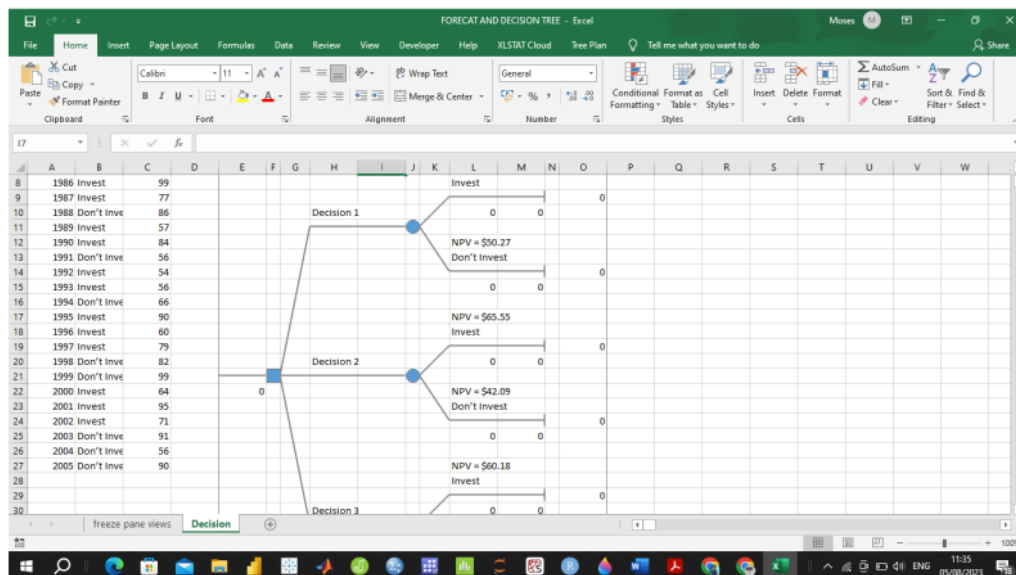 FORECAT AND DECISION TREE - Excel
Moses
M
File Home Insert Page Layout Formulas Data Review View Developer Help XLSTAT Cloud Tree Plan Tell me what you want to do Share
Paste
Cut
Copy
Format Painter
Calibri 11
B I U
Wrap Text
Merge & Center
General
Conditional Formatting
Format as Table
Cell Styles
Insert Delete Format
AutoSum
Fill
Clear
Sort & Filter
Find & Select
Clipboard Font Alignment Number Styles Cells Editing
I7 fx
A B C D E F G H I J K L M N O P Q R S T U V W
8 1986 Invest 99 Invest
9 1987 Invest 77 0
10 1988 Don't Inve 86 Decision 1 0 0
11 1989 Invest 57
12 1990 Invest 84 NPV = $50.27
13 1991 Don't Inve 56 Don't Invest
14 1992 Invest 54 0
15 1993 Invest 56 0 0
16 1994 Don't Inve 66
17 1995 Invest 90 NPV = $65.55
18 1996 Invest 60 Invest
19 1997 Invest 79 0
20 1998 Don't Inve 82 Decision 2 0 0
21 1999 Don't Inve 99
22 2000 Invest 64 0 NPV = $42.09
23 2001 Invest 95 Don't Invest
24 2002 Invest 71 0
25 2003 Don't Inve 91 0 0
26 2004 Don't Inve 56
27 2005 Don't Inve 90 NPV = $60.18
28 Invest
29 0
30 Decision 3 0 0
freeze pane views Decision
100
ENG
11:35
05/08/2023